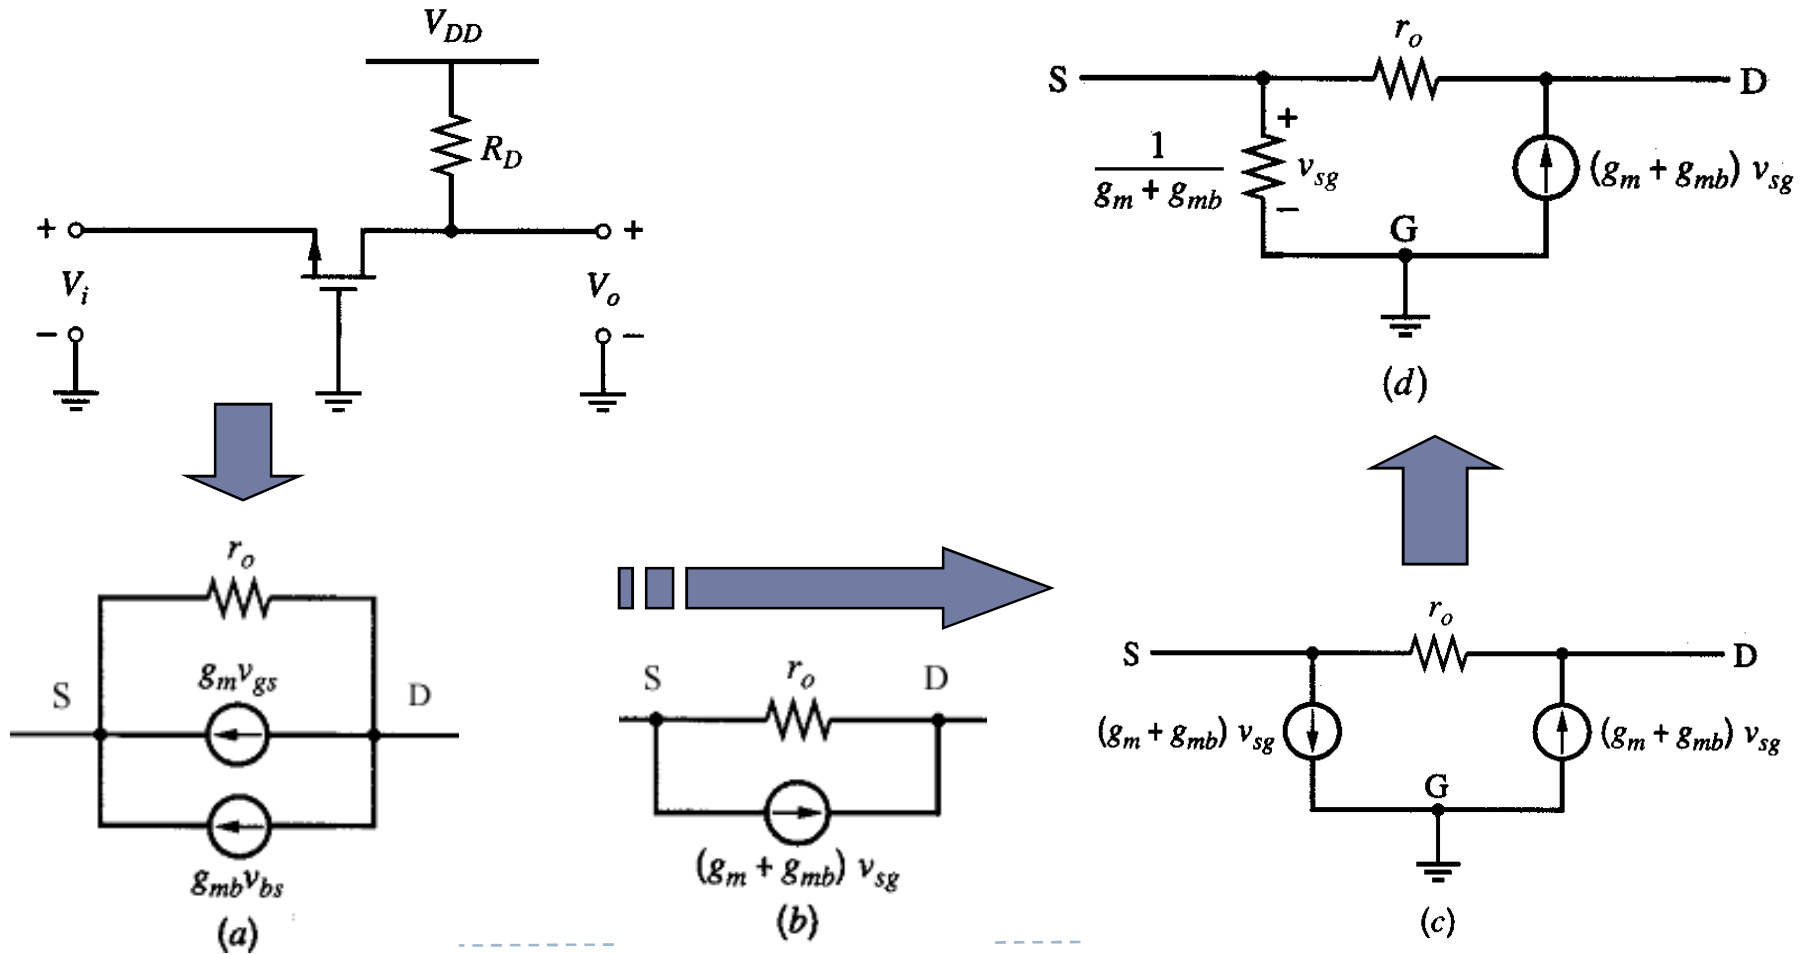 V_DD
R_D
+
+
V_i
V_o
−
−
r_o
S
D
1
g_m + g_mb
+
v_sg
−
(g_m + g_mb) v_sg
G
(d)
r_o
g_m v_gs
S
D
g_mb v_bs
(a)
S
r_o
D
(g_m + g_mb) v_sg
(b)
r_o
S
D
(g_m + g_mb) v_sg
(g_m + g_mb) v_sg
G
(c)